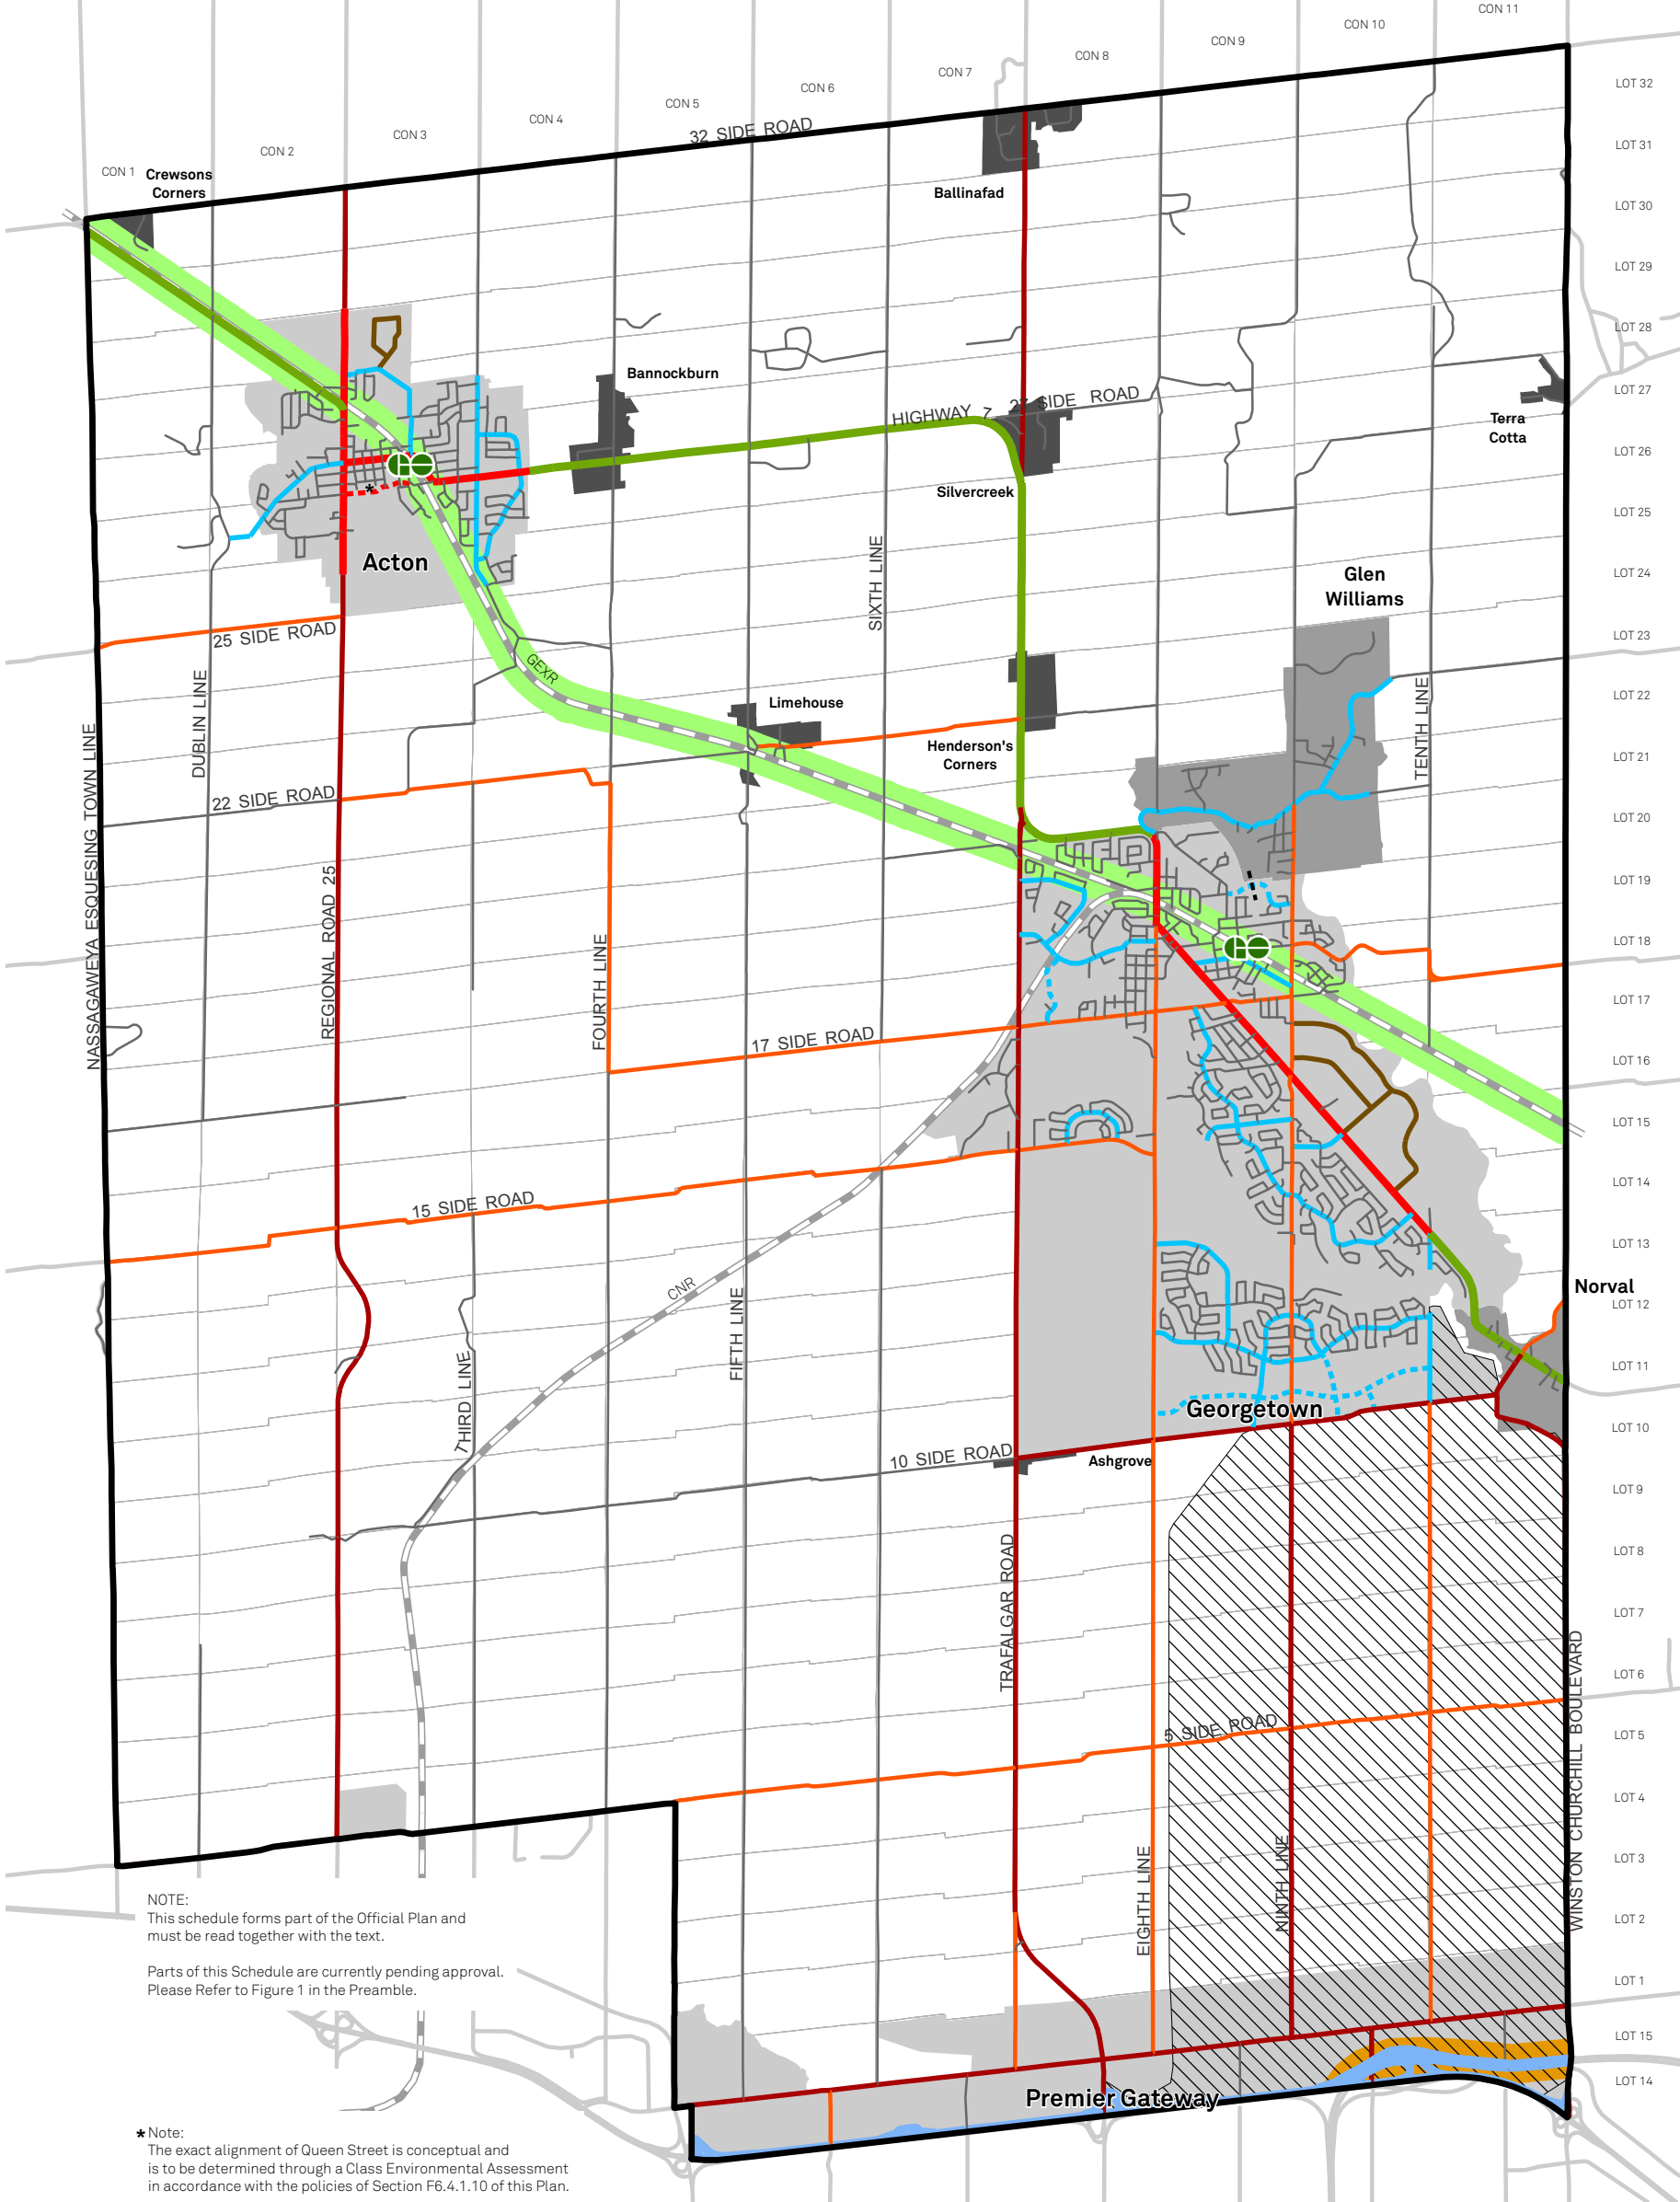 CON 11
CON 10
CON 9
CON 8
CON 7
CON 6
CON 5
CON 4
CON 3
CON 2
CON 1
Crewsons
Corners
32 SIDE ROAD
Ballinafad
LOT 32
LOT 31
LOT 30
LOT 29
LOT 28
LOT 27
LOT 26
LOT 25
LOT 24
LOT 23
LOT 22
LOT 21
LOT 20
LOT 19
LOT 18
LOT 17
LOT 16
LOT 15
LOT 14
LOT 13
LOT 12
LOT 11
LOT 10
LOT 9
LOT 8
LOT 7
LOT 6
LOT 5
LOT 4
LOT 3
LOT 2
LOT 1
LOT 15
LOT 14
Bannockburn
HIGHWAY 7
27 SIDE ROAD
Terra
Cotta
Silvercreek
*
Acton
Glen
Williams
25 SIDE ROAD
GEXR
SIXTH LINE
DUBLIN LINE
Limehouse
Henderson's
Corners
TENTH LINE
22 SIDE ROAD
NASSAGAWEYA ESQUESING TOWN LINE
REGIONAL ROAD 25
FOURTH LINE
17 SIDE ROAD
15 SIDE ROAD
CNR
FIFTH LINE
THIRD LINE
Norval
Georgetown
10 SIDE ROAD
Ashgrove
TRAFALGAR ROAD
5 SIDE ROAD
EIGHTH LINE
NINTH LINE
WINSTON CHURCHILL BOULEVARD
Premier Gateway
NOTE:
This schedule forms part of the Official Plan and
must be read together with the text.
Parts of this Schedule are currently pending approval.
Please Refer to Figure 1 in the Preamble.
* Note:
The exact alignment of Queen Street is conceptual and
is to be determined through a Class Environmental Assessment
in accordance with the policies of Section F6.4.1.10 of this Plan.